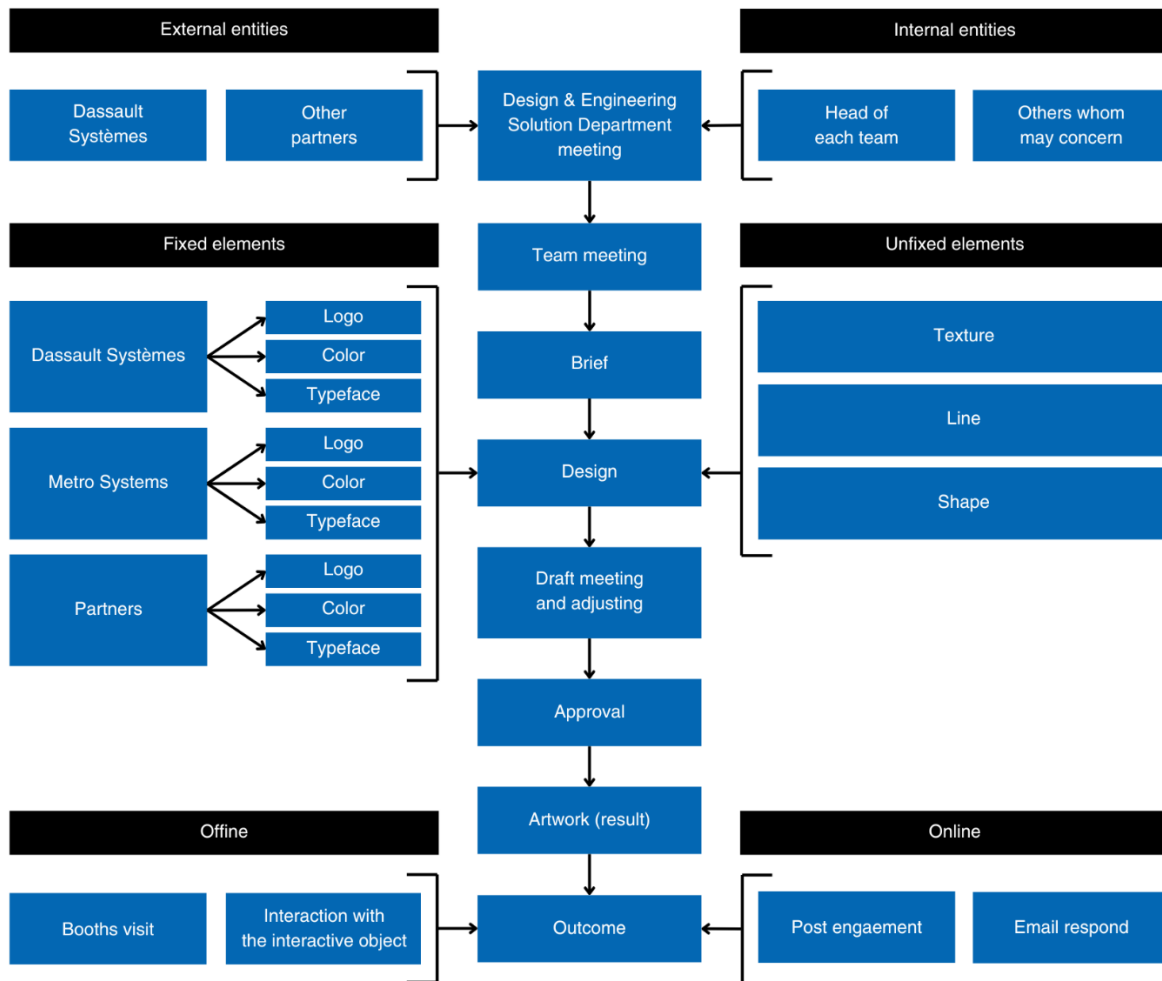 External entities
Internal entities
Dassault
Systèmes
Other
partners
Design & Engineering
Solution Department
meeting
Head of
each team
Others whom
may concern
Fixed elements
Team meeting
Unfixed elements
Dassault Systèmes
Logo
Color
Typeface
Brief
Texture
Line
Metro Systems
Logo
Color
Typeface
Design
Shape
Partners
Logo
Color
Typeface
Draft meeting
and adjusting
Approval
Artwork (result)
Offine
Online
Booths visit
Interaction with
the interactive object
Outcome
Post engaement
Email respond